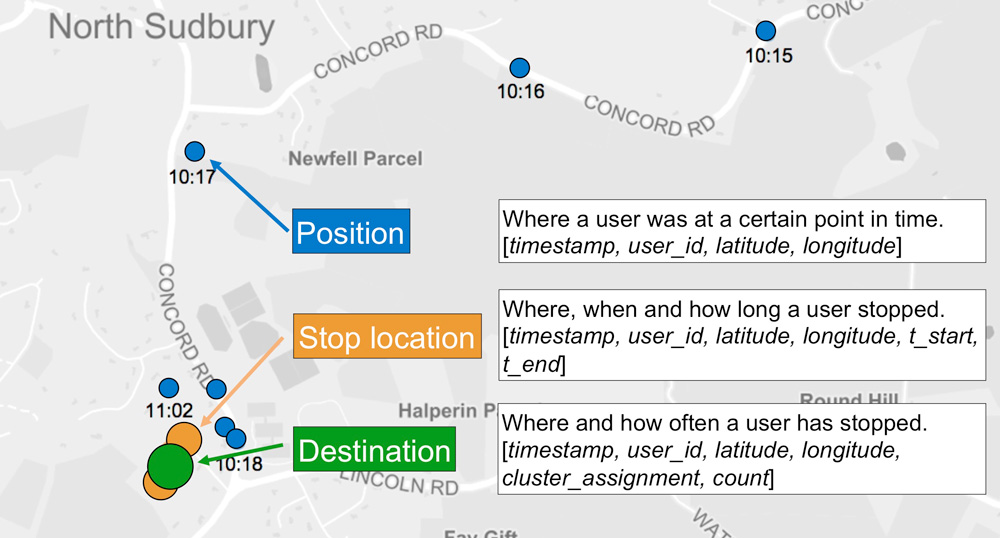 North Sudbury
CONC
CONCORD RD
10:15
10:16
CONCORD RD
Newfell Parcel
10:17
Position
Where a user was at a certain point in time.
[timestamp, user_id, latitude, longitude]
CONCORD RD
Stop location
Where, when and how long a user stopped.
[timestamp, user_id, latitude, longitude, t_start,
t_end]
11:02
Halperin P
Round Hill
Destination
Where and how often a user has stopped.
[timestamp, user_id, latitude, longitude,
cluster_assignment, count]
10:18
LINCOLN RD
WAT
Fay Gift